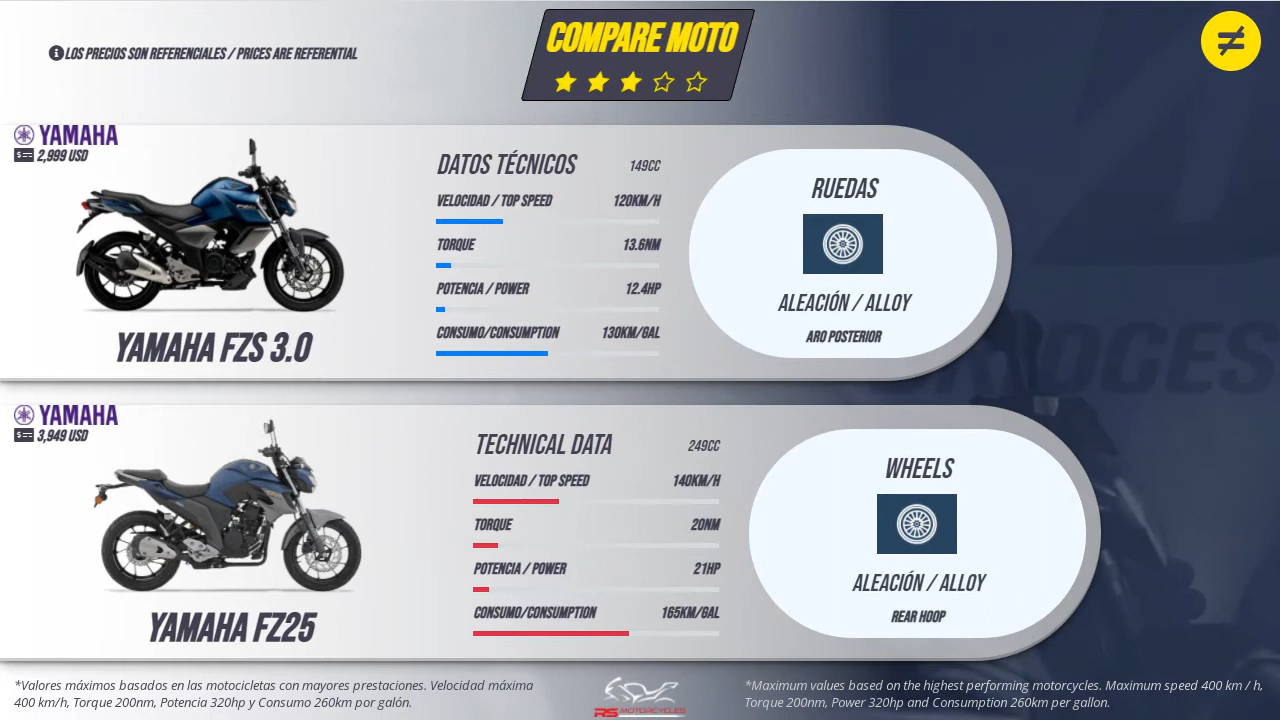 LOS PRECIOS SON REFERENCIALES / PRICES ARE REFERENTIAL
COMPARE MOTO
YAMAHA
2,999 USD
YAMAHA FZS 3.0
DATOS TÉCNICOS 149CC
VELOCIDAD / TOP SPEED 120KM/H
TORQUE 13.6NM
POTENCIA / POWER 12.4HP
CONSUMO/CONSUMPTION 130KM/GAL
RUEDAS
ALEACIÓN / ALLOY
ARO POSTERIOR
YAMAHA
3,949 USD
YAMAHA FZ25
TECHNICAL DATA 249CC
VELOCIDAD / TOP SPEED 140KM/H
TORQUE 20NM
POTENCIA / POWER 21HP
CONSUMO/CONSUMPTION 165KM/GAL
WHEELS
ALEACIÓN / ALLOY
REAR HOOP
*Valores máximos basados en las motocicletas con mayores prestaciones. Velocidad máxima
400 km/h, Torque 200nm, Potencia 320hp y Consumo 260km por galón.
RS MOTORCYCLES
*Maximum values based on the highest performing motorcycles. Maximum speed 400 km / h,
Torque 200nm, Power 320hp and Consumption 260km per gallon.